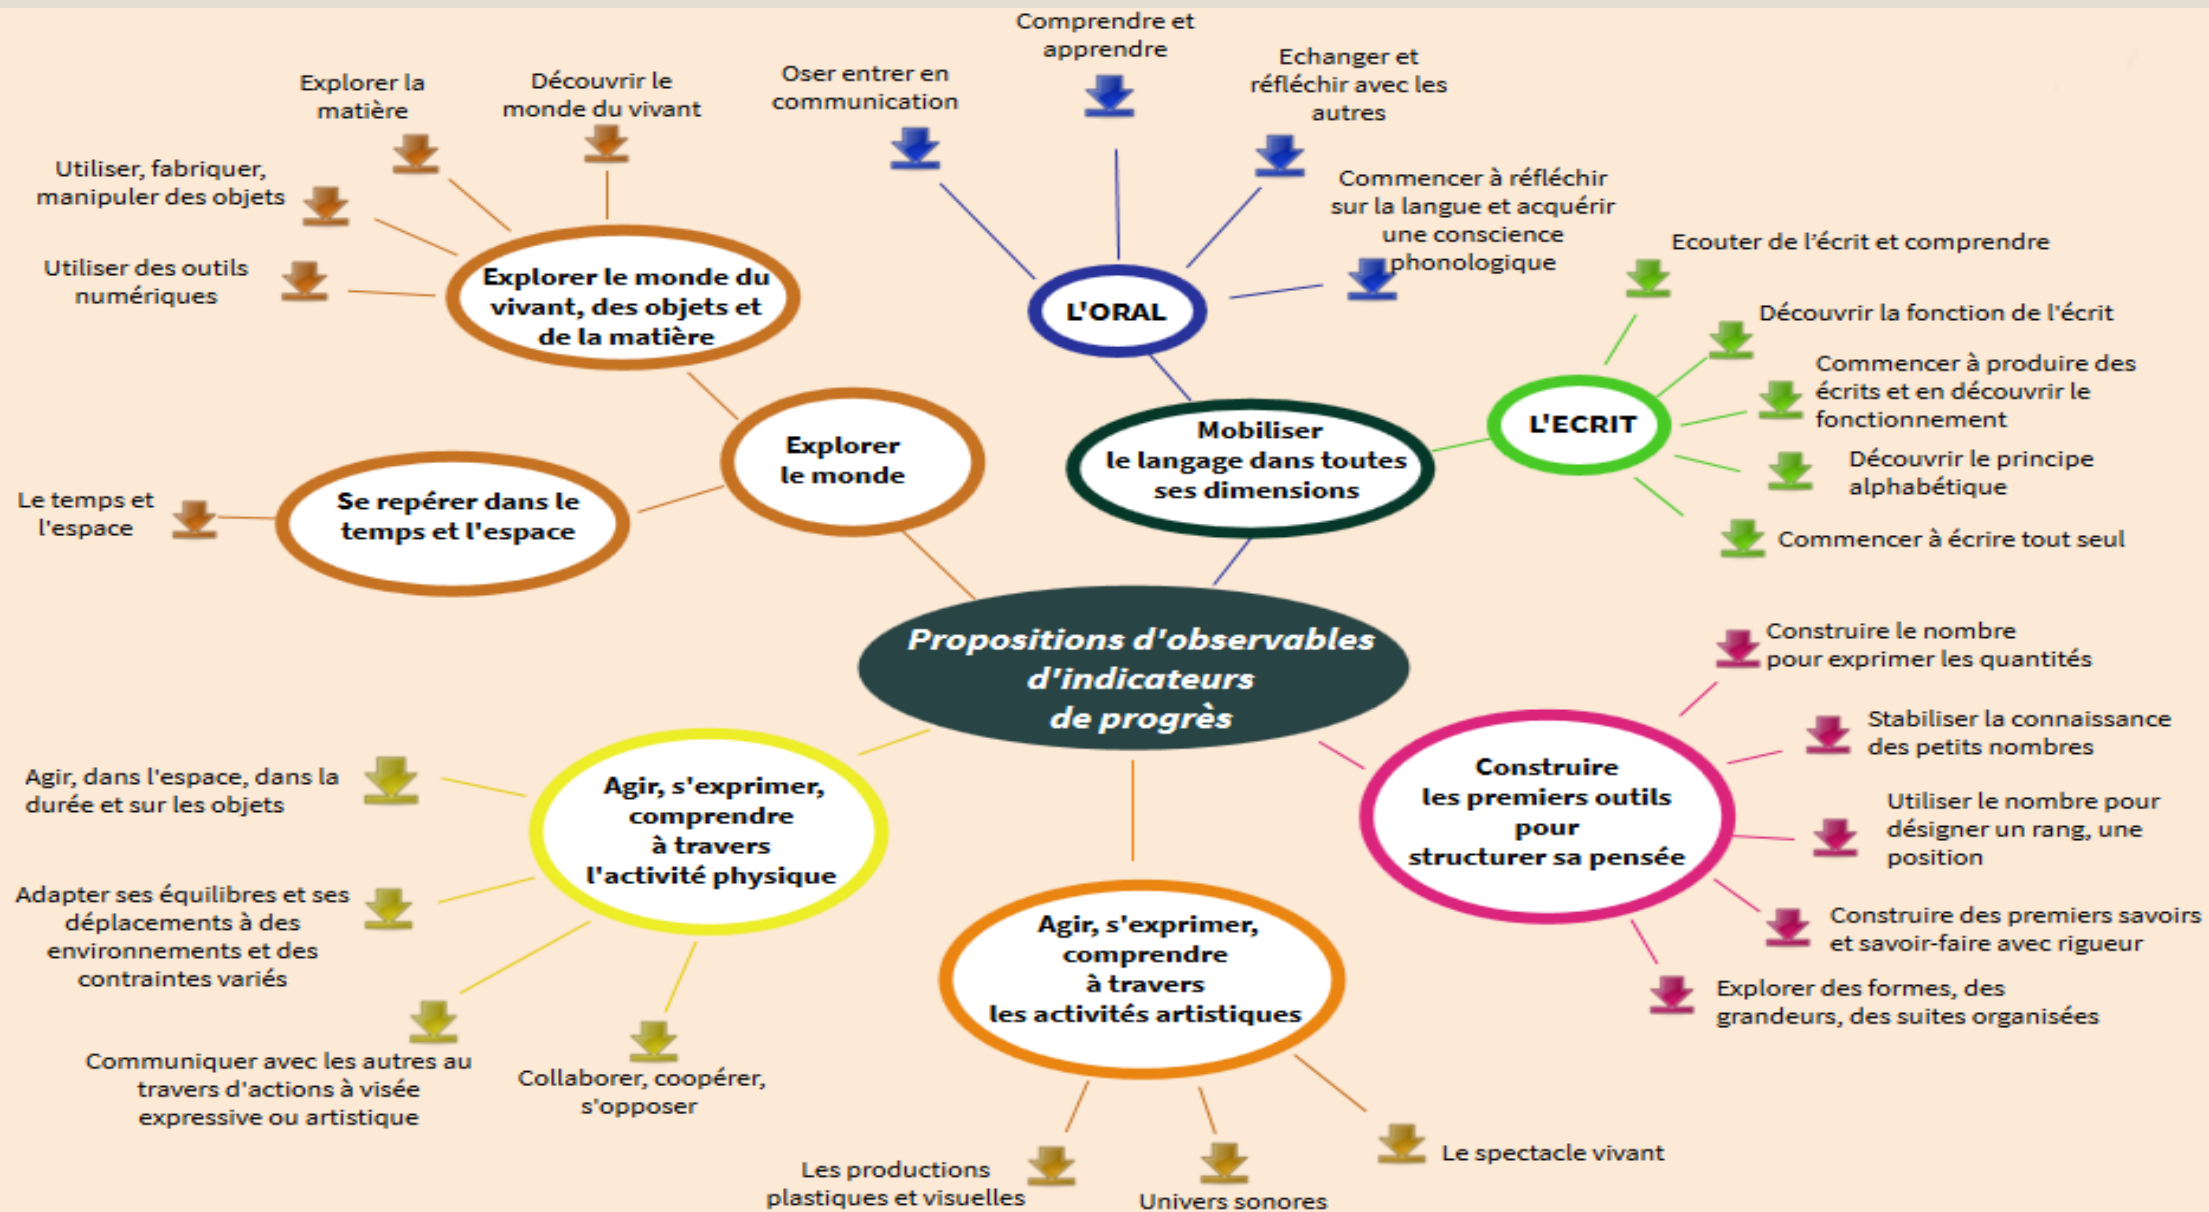 Comprendre et
apprendre
Explorer la
matière
Découvrir le
monde du vivant
Oser entrer en
communication
Echanger et
réfléchir avec les
autres
Utiliser, fabriquer,
manipuler des objets
Commencer à réfléchir
sur la langue et acquérir
une conscience
phonologique
Utiliser des outils
numériques
Explorer le monde du
vivant, des objets et
de la matière
L'ORAL
Ecouter de l'écrit et comprendre
Découvrir la fonction de l'écrit
Commencer à produire des
écrits et en découvrir le
fonctionnement
L'ECRIT
Découvrir le principe
alphabétique
Commencer à écrire tout seul
Explorer
le monde
Mobiliser
le langage dans toutes
ses dimensions
Le temps et
l'espace
Se repérer dans le
temps et l'espace
Propositions d'observables
d'indicateurs
de progrès
Construire le nombre
pour exprimer les quantités
Stabiliser la connaissance
des petits nombres
Construire
les premiers outils
pour
structurer sa pensée
Utiliser le nombre pour
désigner un rang, une
position
Construire des premiers savoirs
et savoir-faire avec rigueur
Explorer des formes, des
grandeurs, des suites organisées
Agir, dans l'espace, dans la
durée et sur les objets
Agir, s'exprimer,
comprendre
à travers
l'activité physique
Adapter ses équilibres et ses
déplacements à des
environnements et des
contraintes variés
Communiquer avec les autres au
travers d'actions à visée
expressive ou artistique
Collaborer, coopérer,
s'opposer
Agir, s'exprimer,
comprendre
à travers
les activités artistiques
Les productions
plastiques et visuelles
Univers sonores
Le spectacle vivant